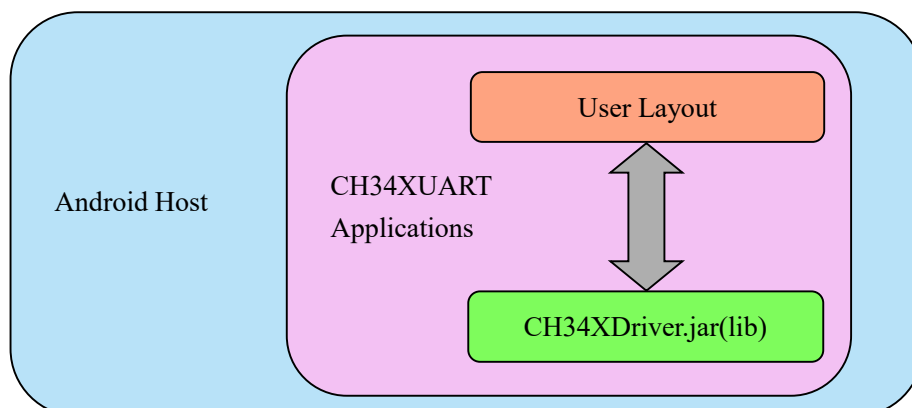 User Layout
CH34XUART
Applications
Android Host
CH34XDriver.jar(lib)